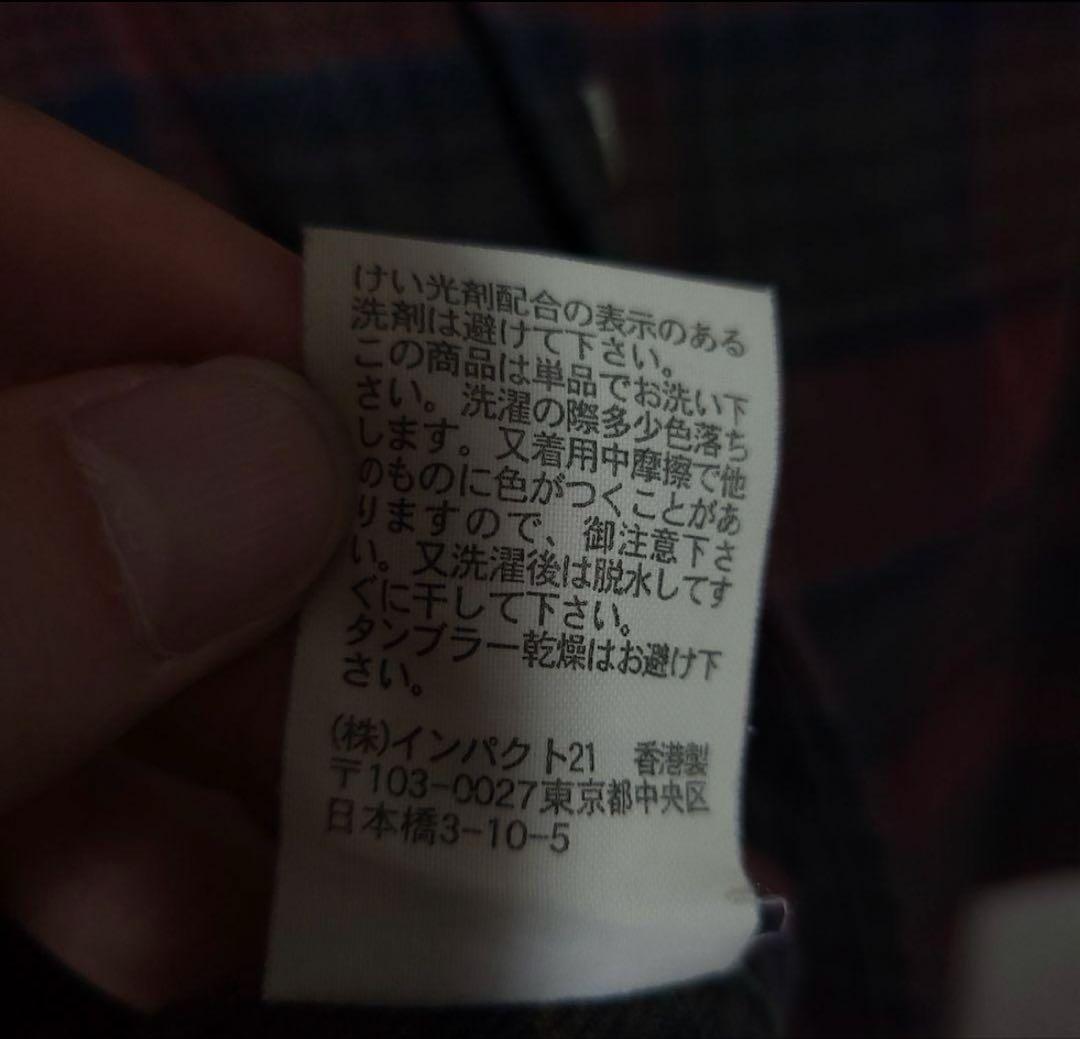 けい光剤配合の表示のある
洗剤は避けて下さい。
この商品は単品でお洗い下
さい。洗濯の際多少色落ち
します。又着用中摩擦で他
のものに色がつくことがあ
りますので、御注意下さ
い。又洗濯後は脱水してす
ぐに干して下さい。
タンブラー乾燥はお避け下
さい。
(株)インパクト21 香港製
〒103-0027東京都中央区
日本橋3-10-5